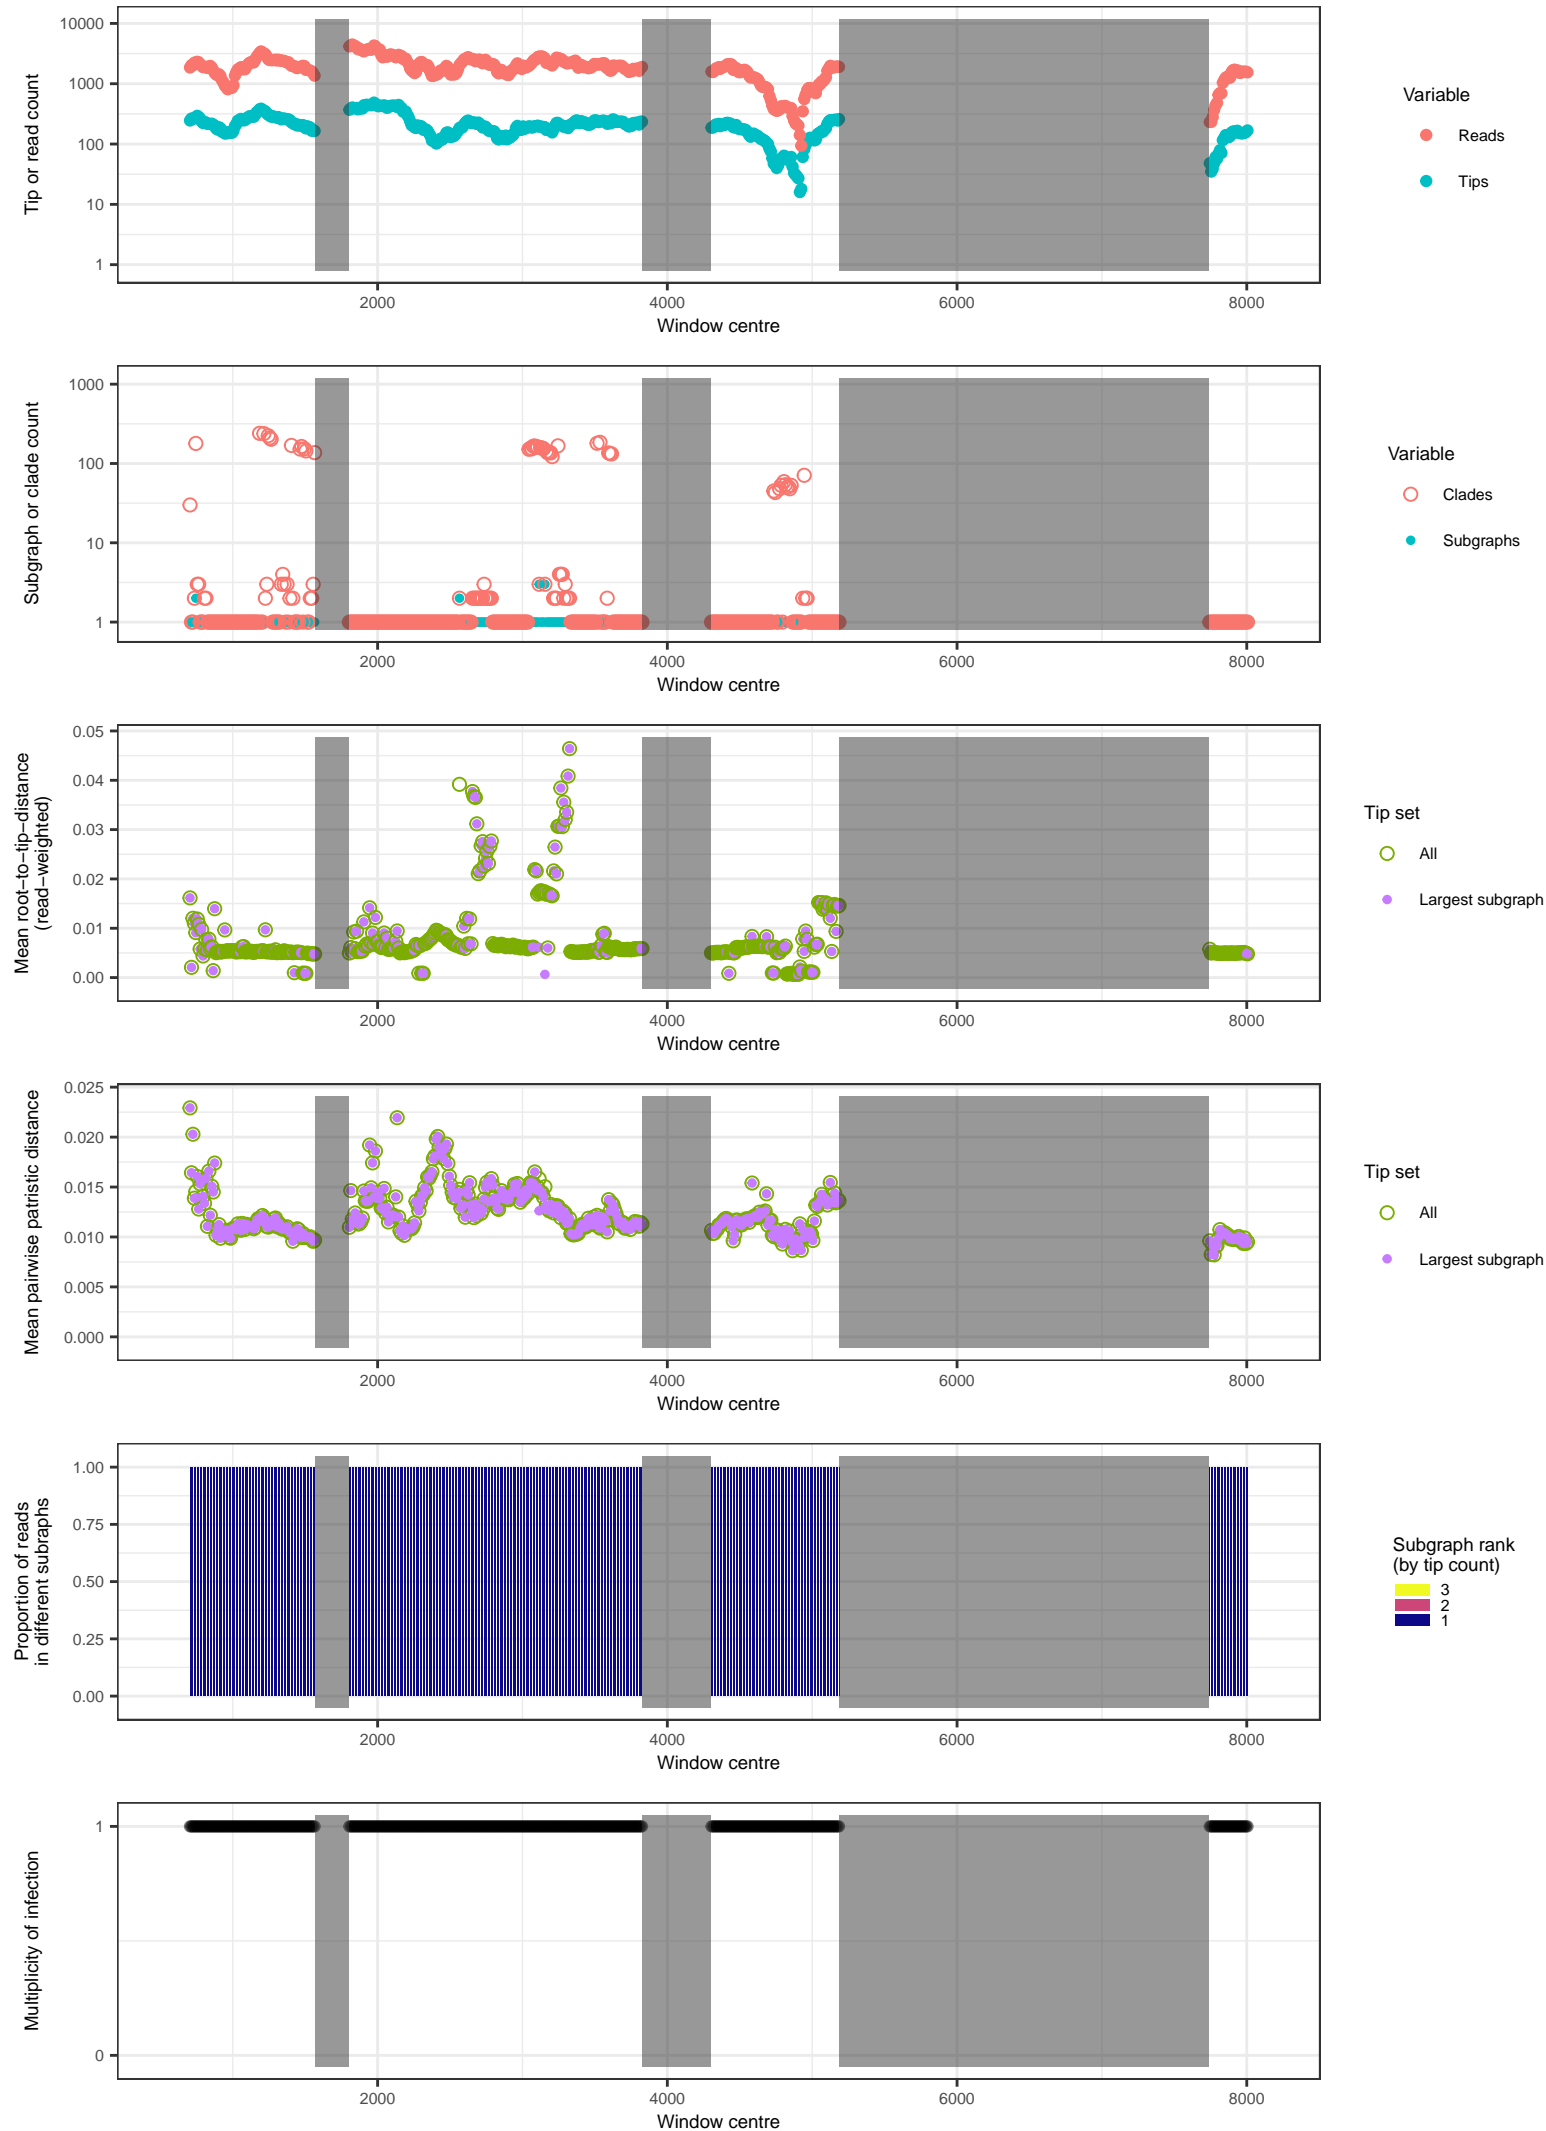 Tip or read count
10000
1000
100
10
1
2000
4000
6000
8000
Window centre
Variable
Reads
Tips
Subgraph or clade count
1000
100
10
1
2000
4000
6000
8000
Window centre
Variable
Clades
Subgraphs
Mean root−to−tip−distance
(read−weighted)
0.05
0.04
0.03
0.02
0.01
0.00
2000
4000
6000
8000
Window centre
Tip set
All
Largest subgraph
Mean pairwise patristic distance
0.025
0.020
0.015
0.010
0.005
0.000
2000
4000
6000
8000
Window centre
Tip set
All
Largest subgraph
Proportion of reads
in different subraphs
1.00
0.75
0.50
0.25
0.00
2000
4000
6000
8000
Window centre
Subgraph rank
(by tip count)
3
2
1
Multiplicity of infection
1
0
2000
4000
6000
8000
Window centre